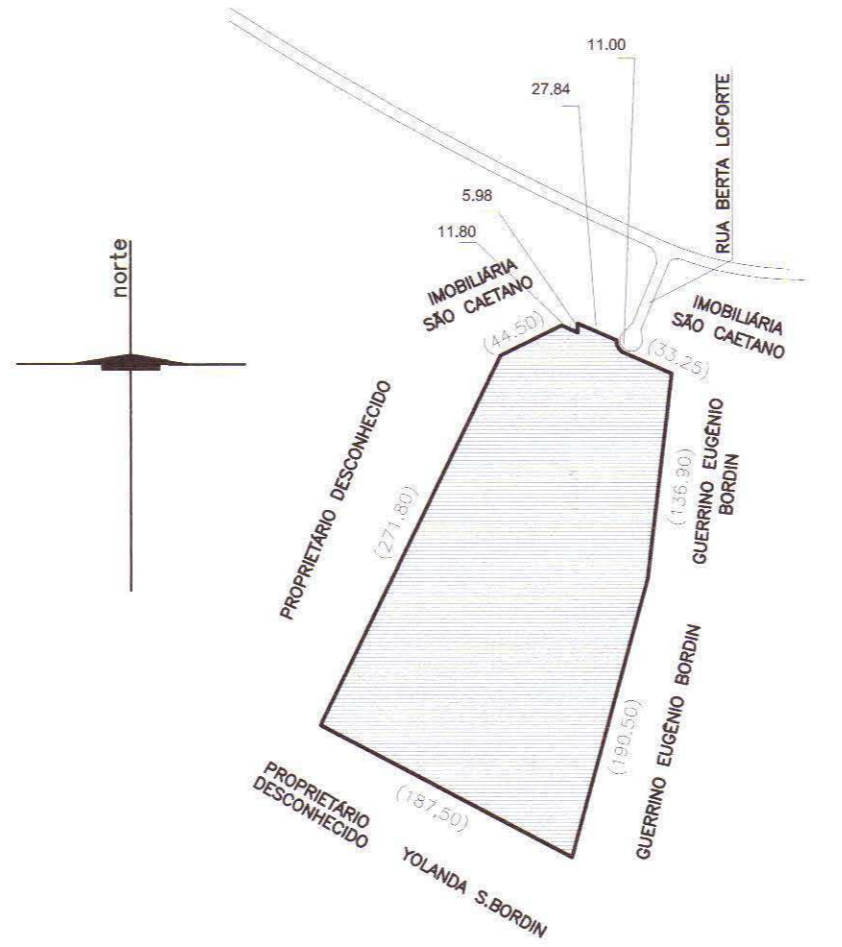 11.00
27.84
RUA BERTA LOFORTE
5.98
11.80
norte
IMOBILIÁRIA
SÃO CAETANO
(44.50)
IMOBILIÁRIA
SÃO CAETANO
(33.25)
PROPRIETÁRIO DESCONHECIDO
(271.80)
(136.90)
GUERRINO EUGÊNIO
BORDIN
GUERRINO EUGÊNIO BORDIN
(190.50)
PROPRIETÁRIO
DESCONHECIDO
(187,50)
YOLANDA S.BORDIN